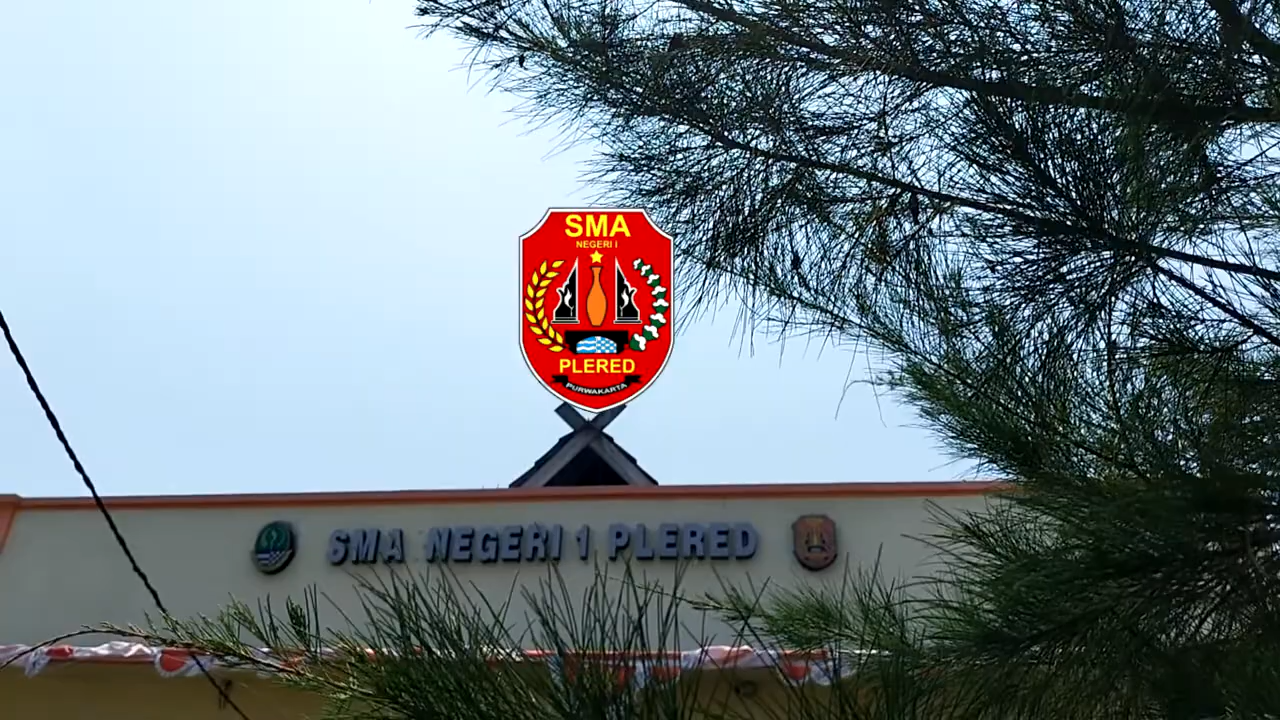 SMA
NEGERI I
PLERED
PURWAKARTA
SMA NEGERI 1 PLERED